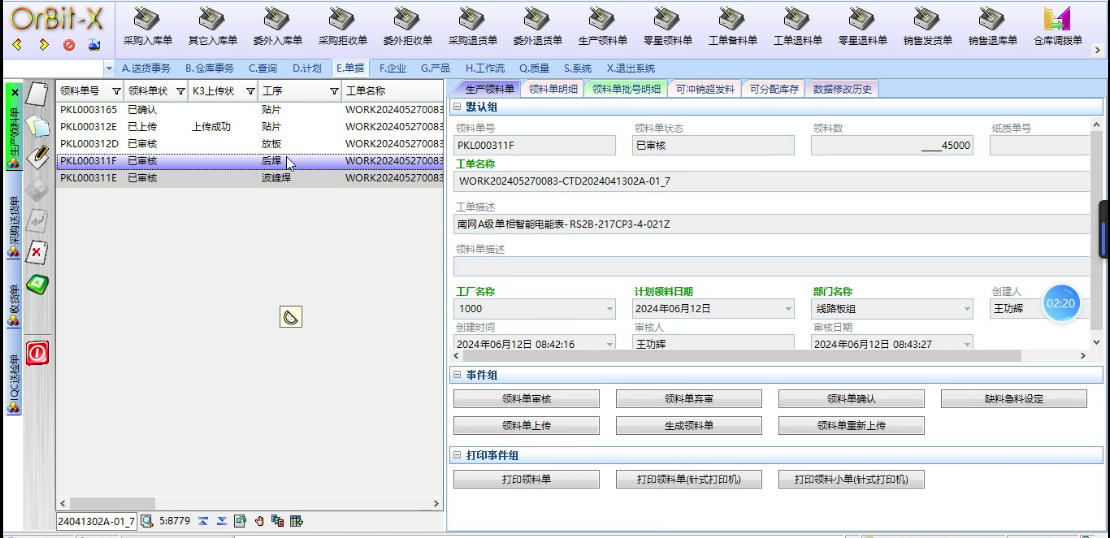 OrBit-X
采购入库单 其它入库单 委外入库单 采购拒收单 委外拒收单 采购退货单 委外退货单 生产领料单 零星领料单 工单备料单 工单退料单 零星退料单 销售发货单 销售退库单 仓库调拨单
A.送货事务 B.仓库事务 C.查询 D.计划 E.单据 F.企业 G.产品 H.工作流 Q.质量 S.系统 X.退出系统
生产领料单
采购送货单
收货单
IQC送检单
领料单号 领料单状 K3上传状 工序 工单名称
PKL0003165 已确认 贴片 WORK202405270083
PKL000312E 已上传 上传成功 贴片 WORK202405270083
PKL000312D 已审核 放板 WORK202405270083
PKL000311F 已审核 后焊 WORK202405270083
PKL000311E 已审核 波峰焊 WORK202405270083
24041302A-01_7 5:8779
生产领料单 领料单明细 领料单批号明细 可冲销超发料 可分配库存 数据修改历史
默认组
领料单号 领料单状态 领料数 纸质单号
PKL000311F 已审核 ____45000
工单名称
WORK202405270083-CTD2024041302A-01_7
工单描述
南网A级单相智能电能表-RS2B-217CP3-4-021Z
领料单描述
工厂名称 计划领料日期 部门名称 创建人
1000 2024年06月12日 线路板组 王功辉
02:20
创建时间 审核人 审核日期
2024年06月12日 08:42:16 王功辉 2024年06月12日 08:43:27
事件组
领料单审核 领料单弃审 领料单确认 缺料急料设定
领料单上传 生成领料单 领料单重新上传
打印事件组
打印领料单 打印领料单(针式打印机) 打印领料小单(针式打印机)